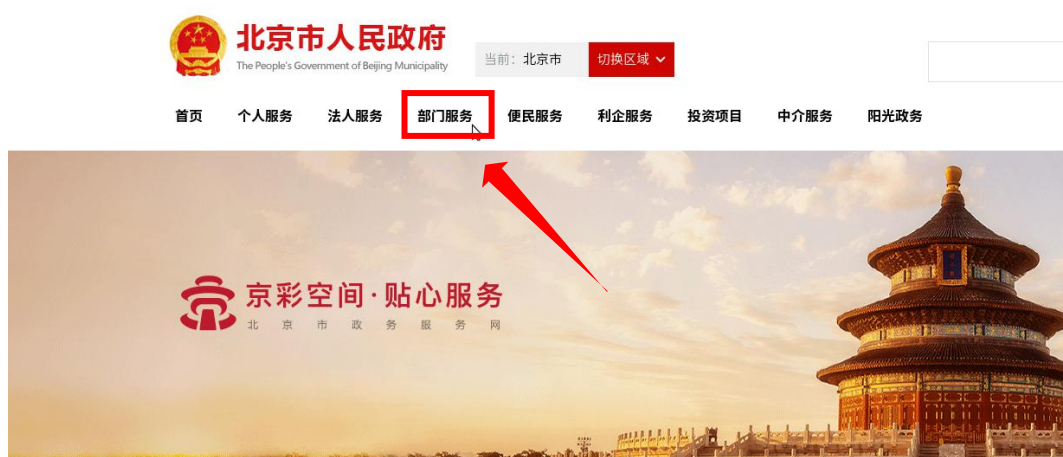 北京市人民政府
The People's Government of Beijing Municipality
当前：北京市 切换区域
首页 个人服务 法人服务 部门服务 便民服务 利企服务 投资项目 中介服务 阳光政务
京彩空间·贴心服务
北京市政务服务网